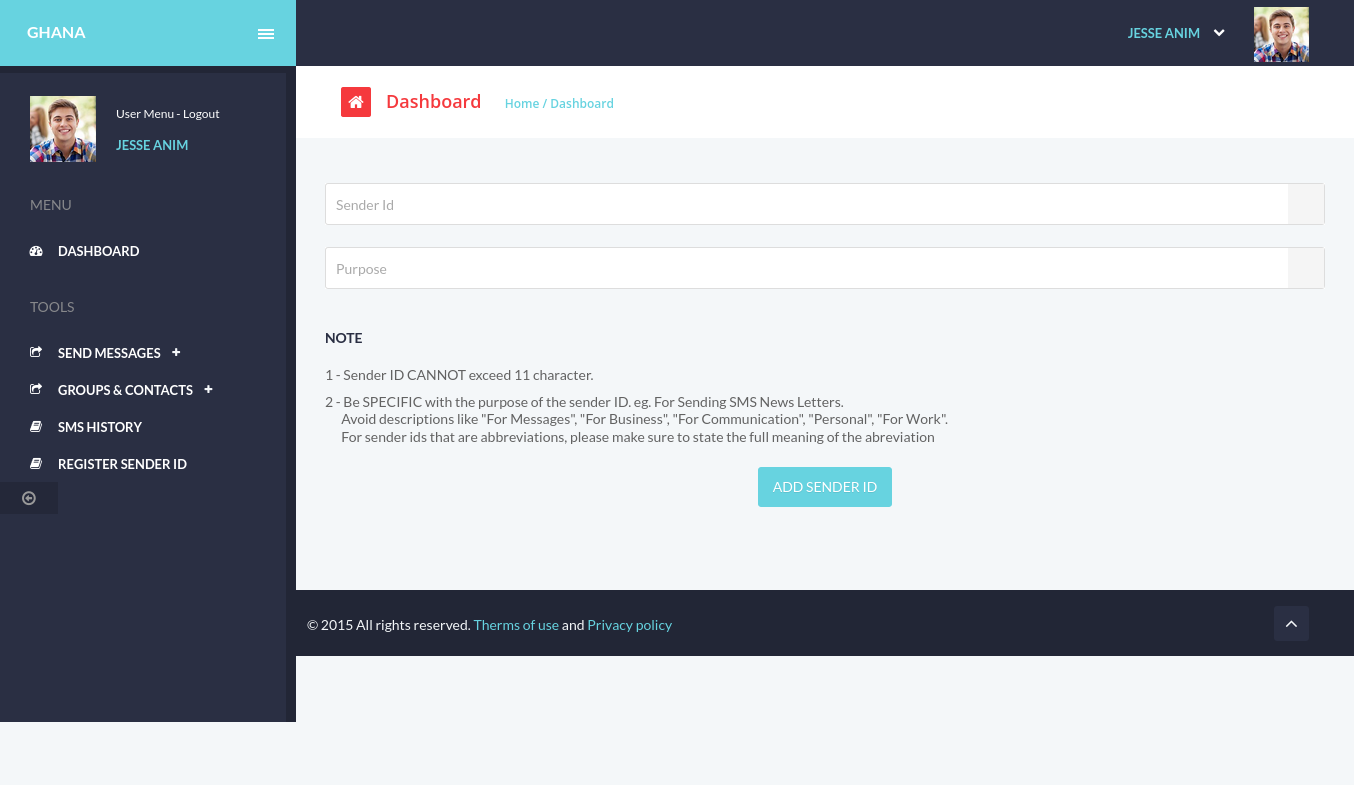 GHANA
JESSE ANIM
User Menu - Logout
JESSE ANIM
MENU
DASHBOARD
TOOLS
SEND MESSAGES +
GROUPS & CONTACTS +
SMS HISTORY
REGISTER SENDER ID
Dashboard
Home / Dashboard
Sender Id
Purpose
NOTE
1 - Sender ID CANNOT exceed 11 character.
2 - Be SPECIFIC with the purpose of the sender ID. eg. For Sending SMS News Letters.
Avoid descriptions like "For Messages", "For Business", "For Communication", "Personal", "For Work".
For sender ids that are abbreviations, please make sure to state the full meaning of the abreviation
ADD SENDER ID
© 2015 All rights reserved. Therms of use and Privacy policy